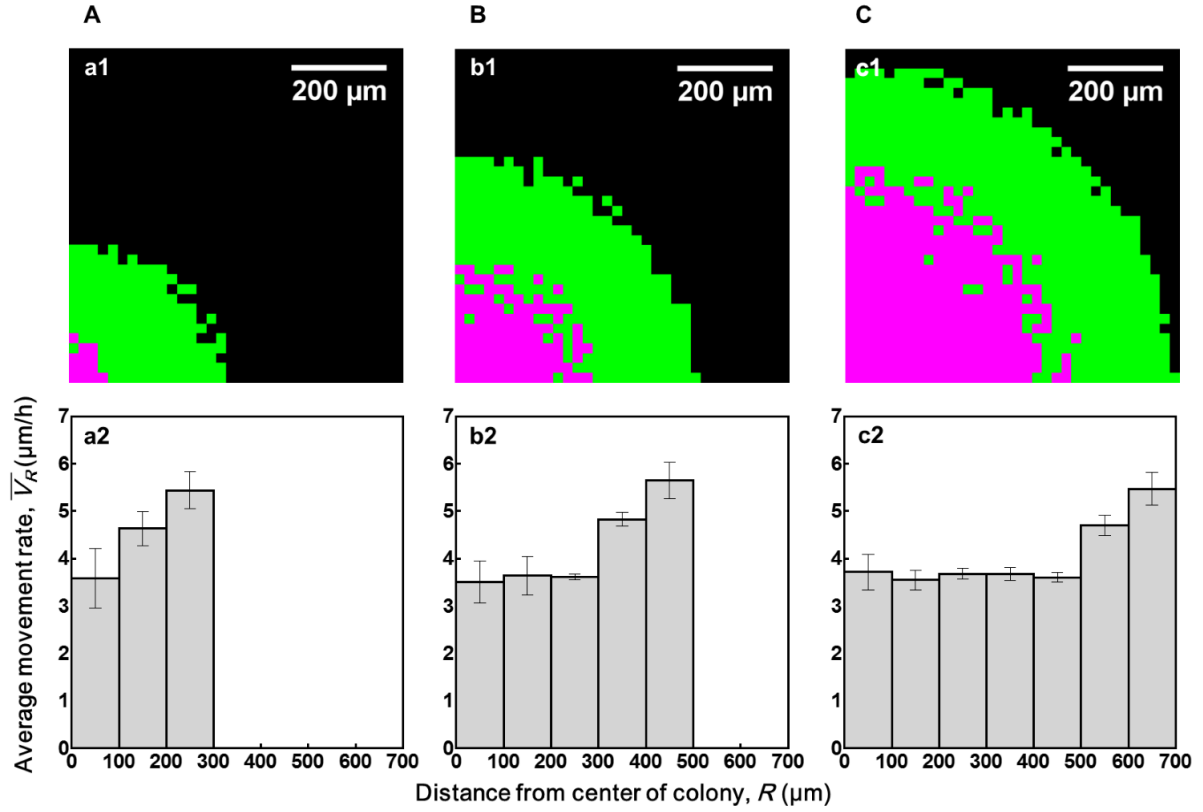 A B C
a1 b1 c1
200 μm 200 μm 200 μm
Average movement rate, V̅R (μm/h)
a2 b2 c2
7 7 7
6 6 6
5 5 5
4 4 4
3 3 3
2 2 2
1 1 1
0 0 0
0 100 200 300 400 500 600 700 0 100 200 300 400 500 600 700 0 100 200 300 400 500 600 700
Distance from center of colony, R (μm)